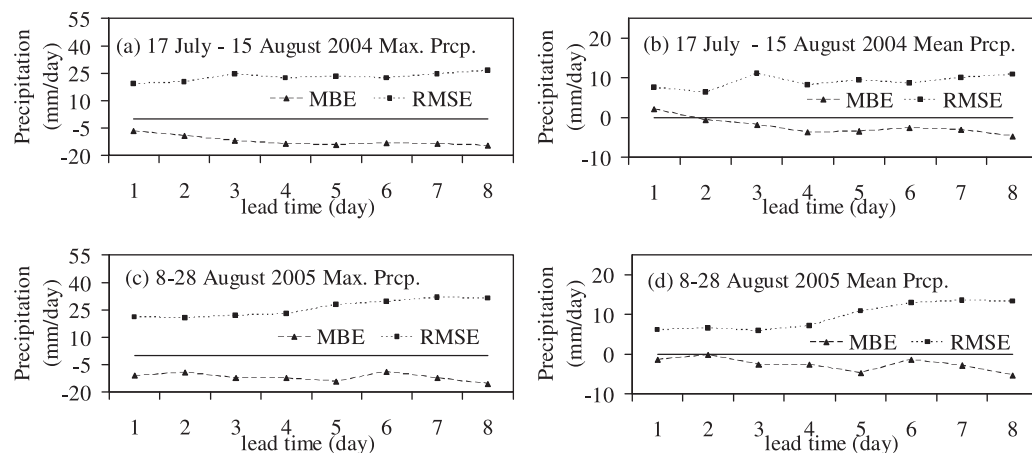 Precipitation
(mm/day)
55
40
25
10
-5
-20
(a) 17 July - 15 August 2004 Max. Prcp.
MBE
RMSE
1 2 3 4 5 6 7 8
lead time (day)
Precipitation
(mm/day)
20
10
0
-10
(b) 17 July - 15 August 2004 Mean Prcp.
MBE
RMSE
1 2 3 4 5 6 7 8
lead time (day)
Precipitation
(mm/day)
55
40
25
10
-5
-20
(c) 8-28 August 2005 Max. Prcp.
MBE
RMSE
1 2 3 4 5 6 7 8
lead time (day)
Precipitation
(mm/day)
20
10
0
-10
(d) 8-28 August 2005 Mean Prcp.
MBE
RMSE
1 2 3 4 5 6 7 8
lead time (day)